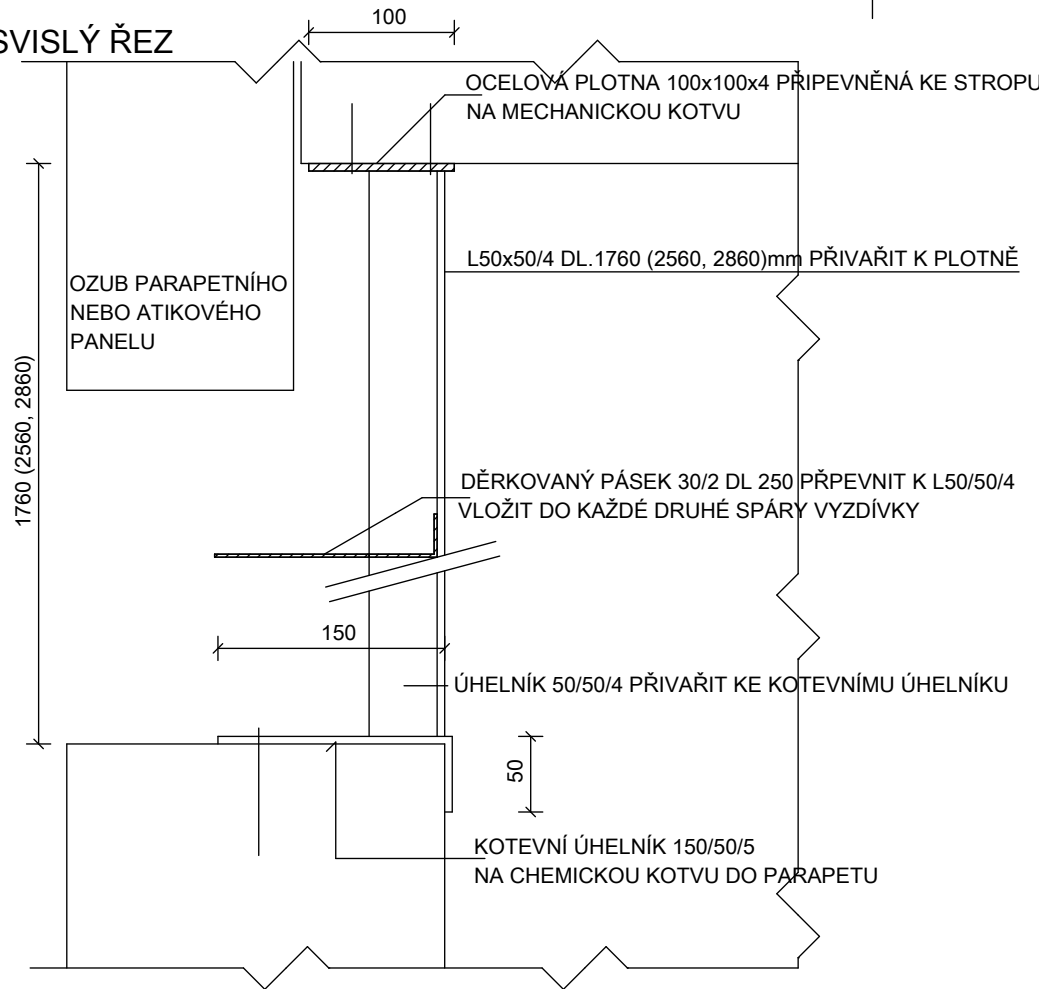 100
SVISLÝ ŘEZ
OCELOVÁ PLOTNA 100x100x4 PŘIPEVNĚNÁ KE STROPU
NA MECHANICKOU KOTVU
L50x50/4 DL.1760 (2560, 2860)mm PŘIVAŘIT K PLOTNĚ
OZUB PARAPETNÍHO
NEBO ATIKOVÉHO
PANELU
1760 (2560, 2860)
DĚRKOVANÝ PÁSEK 30/2 DL 250 PŘPEVNIT K L50/50/4
VLOŽIT DO KAŽDÉ DRUHÉ SPÁRY VYZDÍVKY
150
ÚHELNÍK 50/50/4 PŘIVAŘIT KE KOTEVNÍMU ÚHELNÍKU
50
KOTEVNÍ ÚHELNÍK 150/50/5
NA CHEMICKOU KOTVU DO PARAPETU